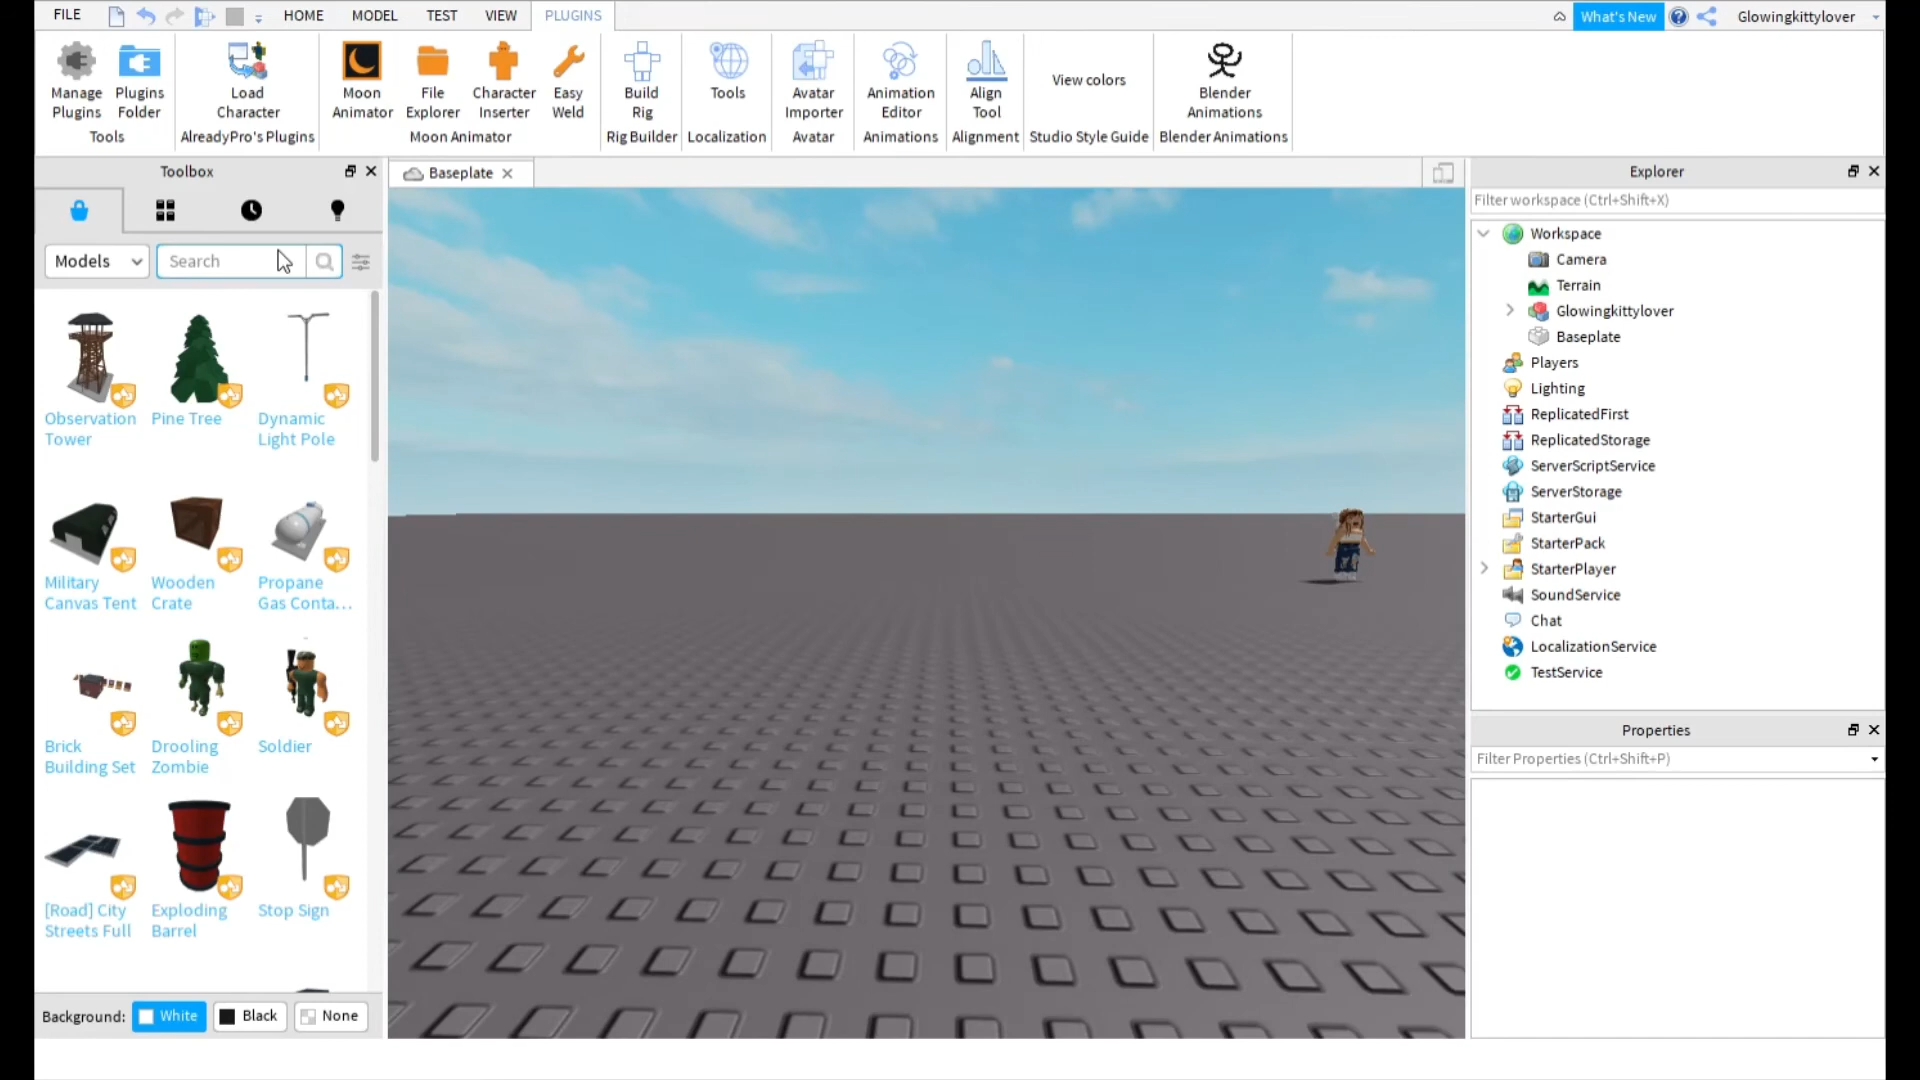 FILE
HOME
MODEL
TEST
VIEW
PLUGINS
What's New
Glowingkittylover
Manage
Plugins
Plugins
Folder
Tools
Load
Character
AlreadyPro's Plugins
Moon
Animator
File
Explorer
Character
Inserter
Easy
Weld
Moon Animator
Build
Rig
Rig Builder
Tools
Localization
Avatar
Importer
Avatar
Animation
Editor
Animations
Align
Tool
Alignment
View colors
Studio Style Guide
Blender
Animations
Blender Animations
Toolbox
Models
Search
Observation
Tower
Pine Tree
Dynamic
Light Pole
Military
Canvas Tent
Wooden
Crate
Propane
Gas Conta...
Brick
Building Set
Drooling
Zombie
Soldier
[Road] City
Streets Full
Exploding
Barrel
Stop Sign
Background:
White
Black
None
Baseplate
Explorer
Filter workspace (Ctrl+Shift+X)
Workspace
Camera
Terrain
Glowingkittylover
Baseplate
Players
Lighting
ReplicatedFirst
ReplicatedStorage
ServerScriptService
ServerStorage
StarterGui
StarterPack
StarterPlayer
SoundService
Chat
LocalizationService
TestService
Properties
Filter Properties (Ctrl+Shift+P)